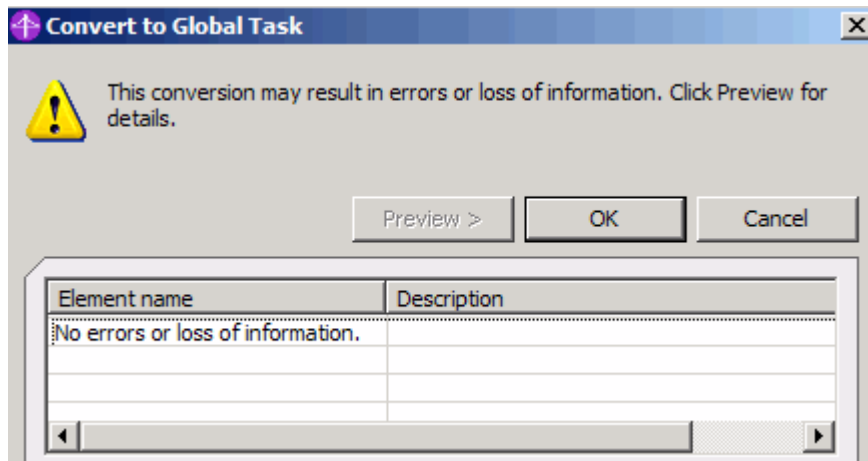 Convert to Global Task
This conversion may result in errors or loss of information. Click Preview for
details.
Preview >
OK
Cancel
Element name
Description
No errors or loss of information.